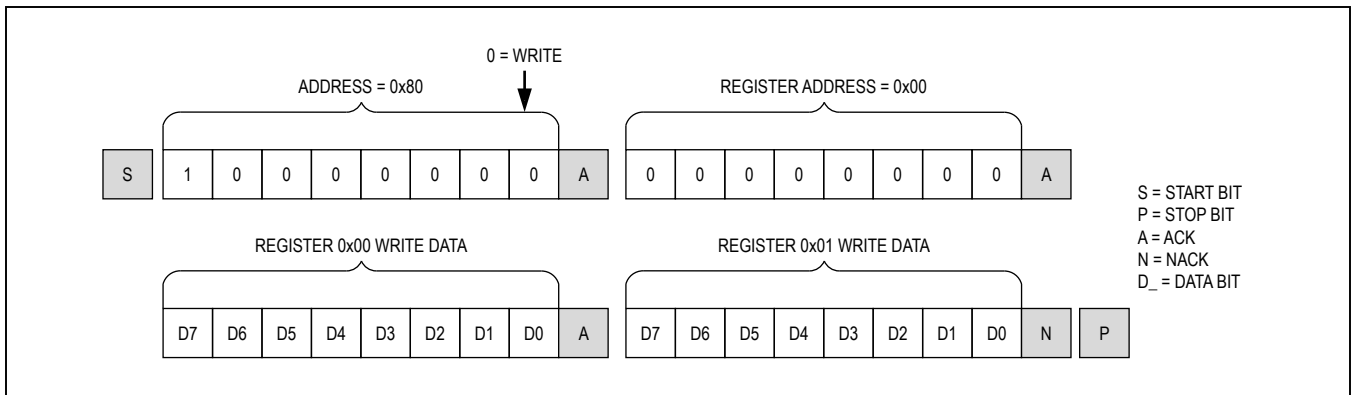 0 = WRITE
ADDRESS = 0x80
REGISTER ADDRESS = 0x00
S 1 0 0 0 0 0 0 0 A 0 0 0 0 0 0 0 0 A
S = START BIT
P = STOP BIT
A = ACK
N = NACK
D_ = DATA BIT
REGISTER 0x00 WRITE DATA
REGISTER 0x01 WRITE DATA
D7 D6 D5 D4 D3 D2 D1 D0 A D7 D6 D5 D4 D3 D2 D1 D0 N P